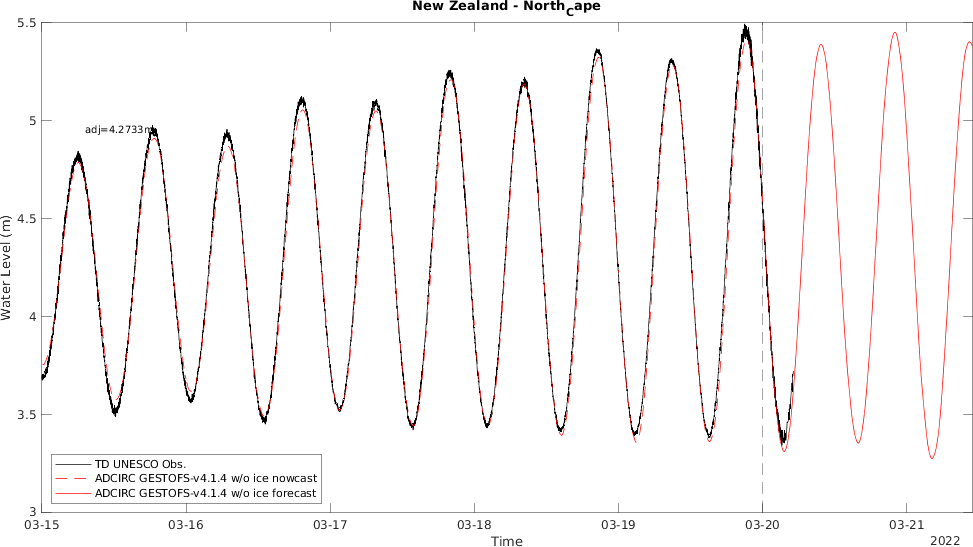 New Zealand - NorthCape
5.5
5
adj=4.2733m
4.5
Water Level (m)
4
3.5
TD UNESCO Obs.
ADCIRC GESTOFS-v4.1.4 w/o ice nowcast
ADCIRC GESTOFS-v4.1.4 w/o ice forecast
3
03-15 03-16 03-17 03-18 03-19 03-20 03-21
Time
2022